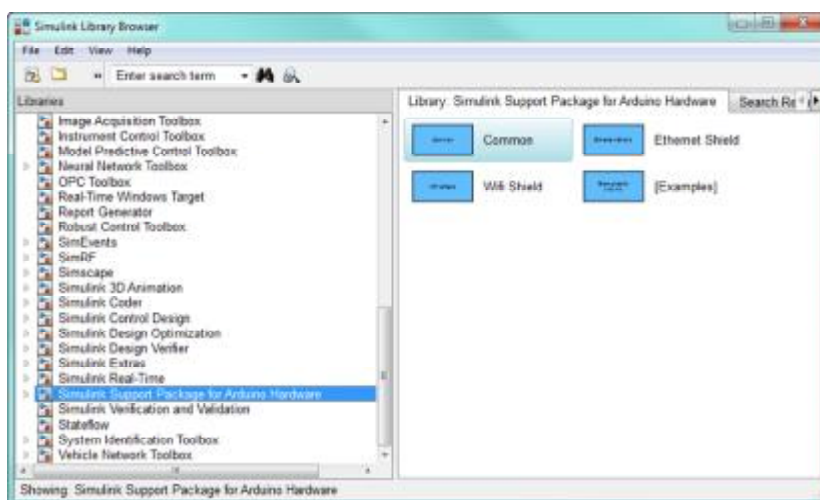 Simulink Library Browser
File Edit View Help
» Enter search term
Libraries
Image Acquisition Toolbox
Instrument Control Toolbox
Model Predictive Control Toolbox
Neural Network Toolbox
OPC Toolbox
Real-Time Windows Target
Report Generator
Robust Control Toolbox
SimEvents
SimRF
Simscape
Simulink 3D Animation
Simulink Coder
Simulink Control Design
Simulink Design Optimization
Simulink Design Verifier
Simulink Extras
Simulink Real-Time
Simulink Support Package for Arduino Hardware
Simulink Verification and Validation
Stateflow
System Identification Toolbox
Vehicle Network Toolbox
Library: Simulink Support Package for Arduino Hardware Search Re
Common Ethernet Shield
Wifi Shield [Examples]
Showing: Simulink Support Package for Arduino Hardware